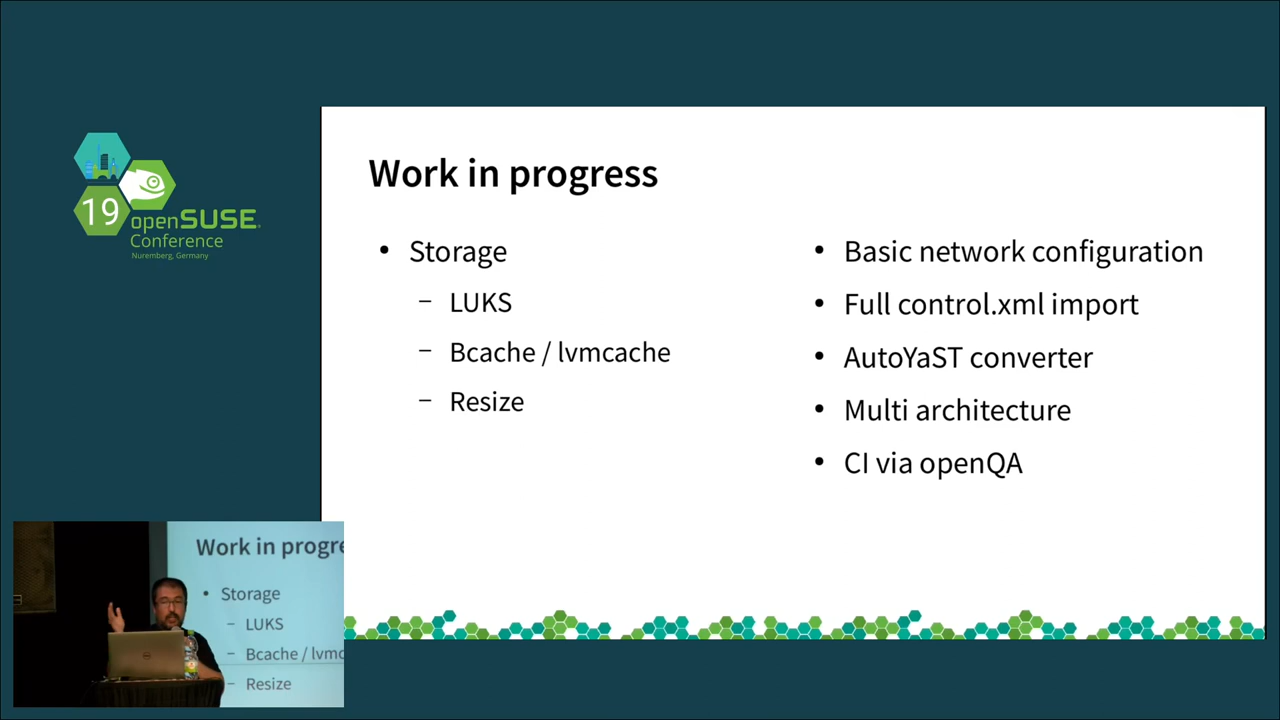 19
openSUSE
Conference
Nuremberg, Germany
Work in progress
• Storage
– LUKS
– Bcache / lvmcache
– Resize
• Basic network configuration
• Full control.xml import
• AutoYaST converter
• Multi architecture
• CI via openQA
Work in progre
• Storage
– LUKS
– Bcache / lvmc
– Resize